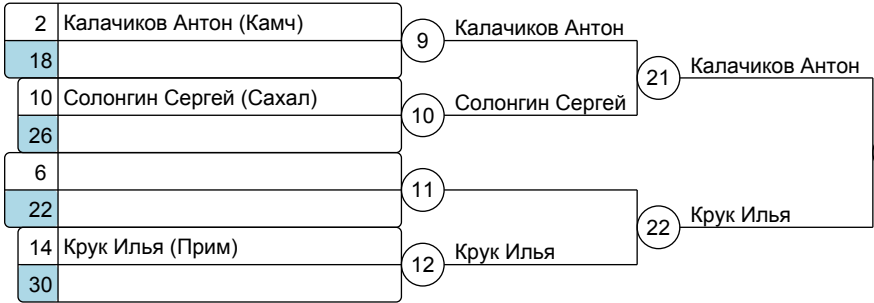 2 Калачиков Антон (Камч)
18
9 Калачиков Антон
10 Солонгин Сергей (Сахал)
26
10 Солонгин Сергей
21 Калачиков Антон
6
22
11
14 Крук Илья (Прим)
30
12 Крук Илья
22 Крук Илья